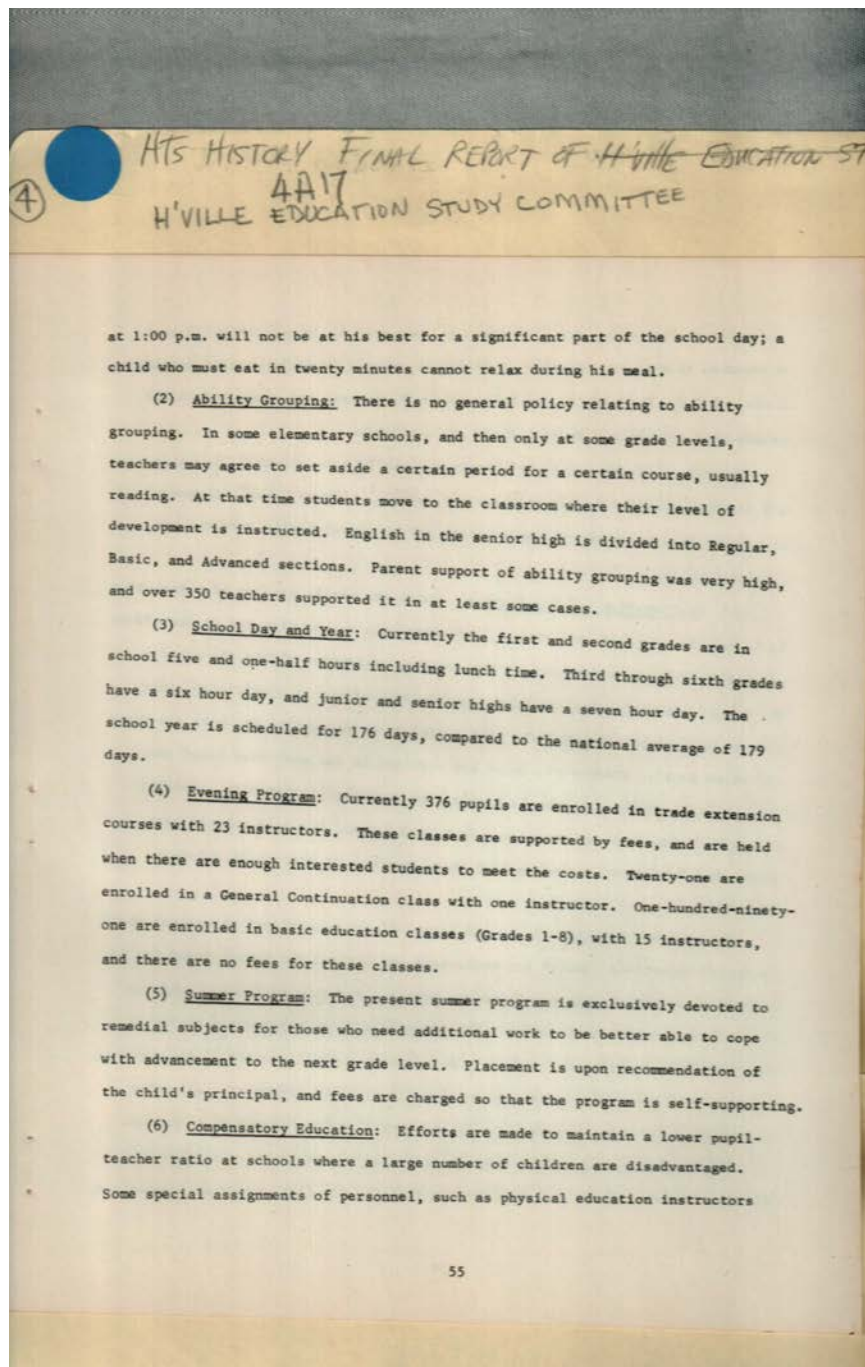 HTS HISTORY FINAL REPORT OF H'ville EDUCATION ST
4
4A17
H'VILLE EDUCATION STUDY COMMITTEE
at 1:00 p.m. will not be at his best for a significant part of the school day; a
child who must eat in twenty minutes cannot relax during his meal.
(2) Ability Grouping: There is no general policy relating to ability
grouping. In some elementary schools, and then only at some grade levels,
teachers may agree to set aside a certain period for a certain course, usually
reading. At that time students move to the classroom where their level of
development is instructed. English in the senior high is divided into Regular,
Basic, and Advanced sections. Parent support of ability grouping was very high,
and over 350 teachers supported it in at least some cases.
(3) School Day and Year: Currently the first and second grades are in
school five and one-half hours including lunch time. Third through sixth grades
have a six hour day, and junior and senior highs have a seven hour day. The
school year is scheduled for 176 days, compared to the national average of 179
days.
(4) Evening Program: Currently 376 pupils are enrolled in trade extension
courses with 23 instructors. These classes are supported by fees, and are held
when there are enough interested students to meet the costs. Twenty-one are
enrolled in a General Continuation class with one instructor. One-hundred-ninety-
one are enrolled in basic education classes (Grades 1-8), with 15 instructors,
and there are no fees for these classes.
(5) Summer Program: The present summer program is exclusively devoted to
remedial subjects for those who need additional work to be better able to cope
with advancement to the next grade level. Placement is upon recommendation of
the child's principal, and fees are charged so that the program is self-supporting.
(6) Compensatory Education: Efforts are made to maintain a lower pupil-
teacher ratio at schools where a large number of children are disadvantaged.
Some special assignments of personnel, such as physical education instructors
55